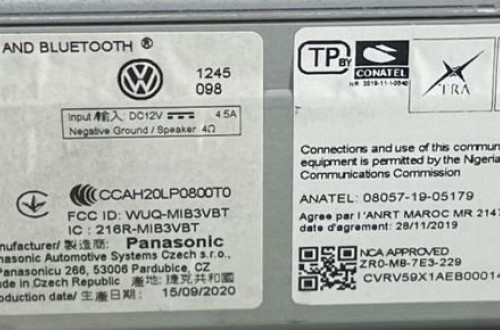 AND BLUETOOTH ®
1245
098
Input/輸入 DC12V 4.5A
Negative Ground / Speaker 4Ω
CCAH20LP0800T0
FCC ID: WUQ-MIB3VBT
IC : 216R-MIB3VBT
製造商: Panasonic
Panasonic Automotive Systems Czech s.r.o.,
Panasonicu 266, 53006 Pardubice, CZ
in Czech Republic 產地: 捷克共和國
Production date/ 生產日期: 15/09/2020
TP BY
CONATEL
TRA
Connections and use of this commun
equipment is permitted by the Nigeria
Communications Commission
ANATEL: 08057-19-05179
Agree par l'ANRT MAROC MR 2147
date d'agrement: 28/11/2019
NCA APPROVED
ZR0-M8-7E3-229
CVRV59X1AEB00014